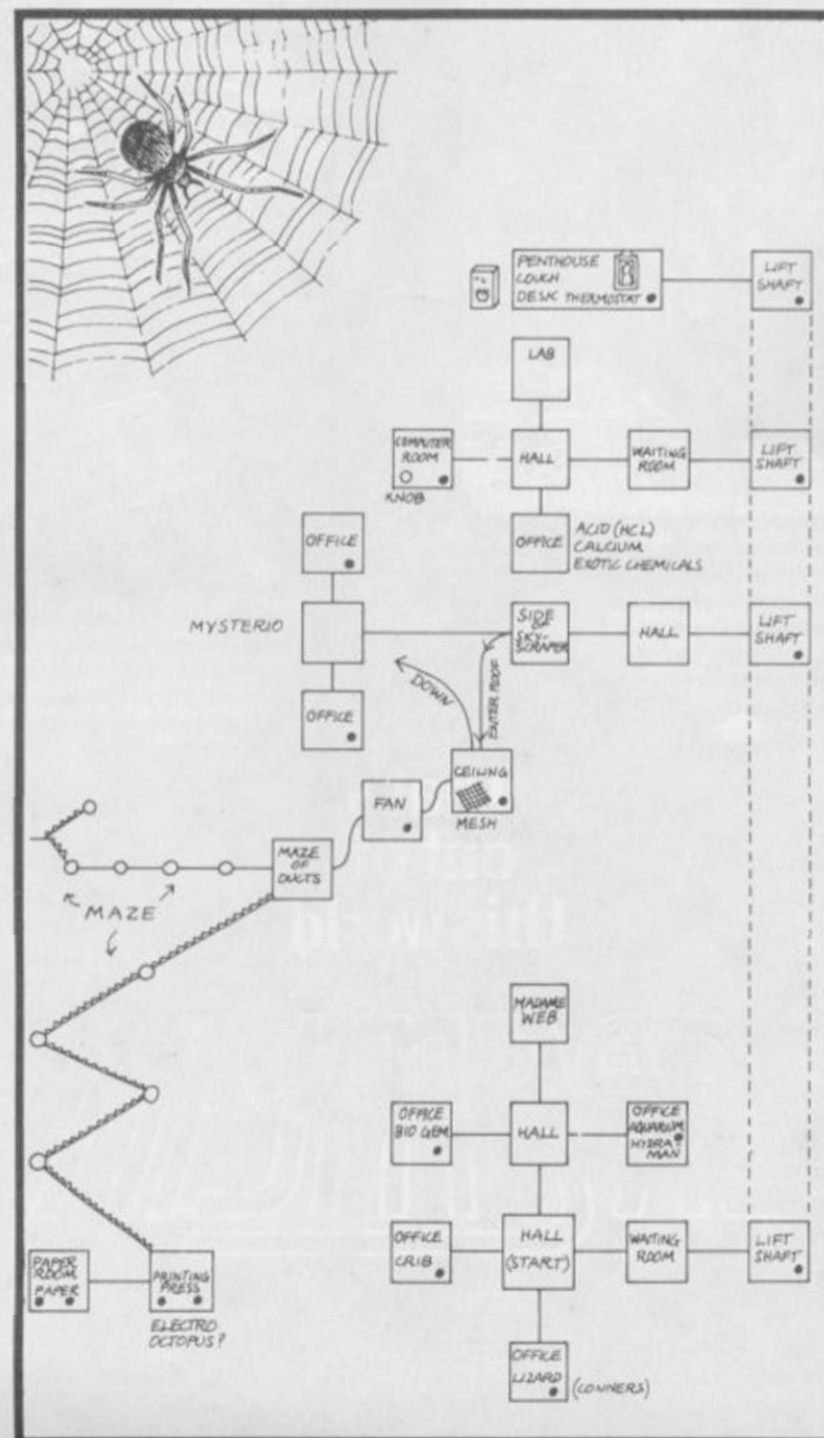 PENTHOUSE
COUCH
DESK THERMOSTAT
LIFT
SHAFT
LAB
COMPUTER
ROOM
KNOB
HALL
WAITING
ROOM
LIFT
SHAFT
OFFICE
ACID (HCL)
CALCIUM
EXOTIC CHEMICALS
OFFICE
MYSTERIO
SIDE
OF
SKY-
SCRAPER
HALL
LIFT
SHAFT
OFFICE
DOWN
ENTER ROOF
CEILING
MESH
FAN
MAZE
OF
DUCTS
MAZE
MADAME
WEB
OFFICE
BIO GEM
HALL
OFFICE
AQUARIUM
HYDRA-
MAN
OFFICE
CRIB
HALL
(START)
WAITING
ROOM
LIFT
SHAFT
PAPER
ROOM
PAPER
PRINTING
PRESS
ELECTRO
OCTOPUS?
OFFICE
LIZARD
(CONNERS)